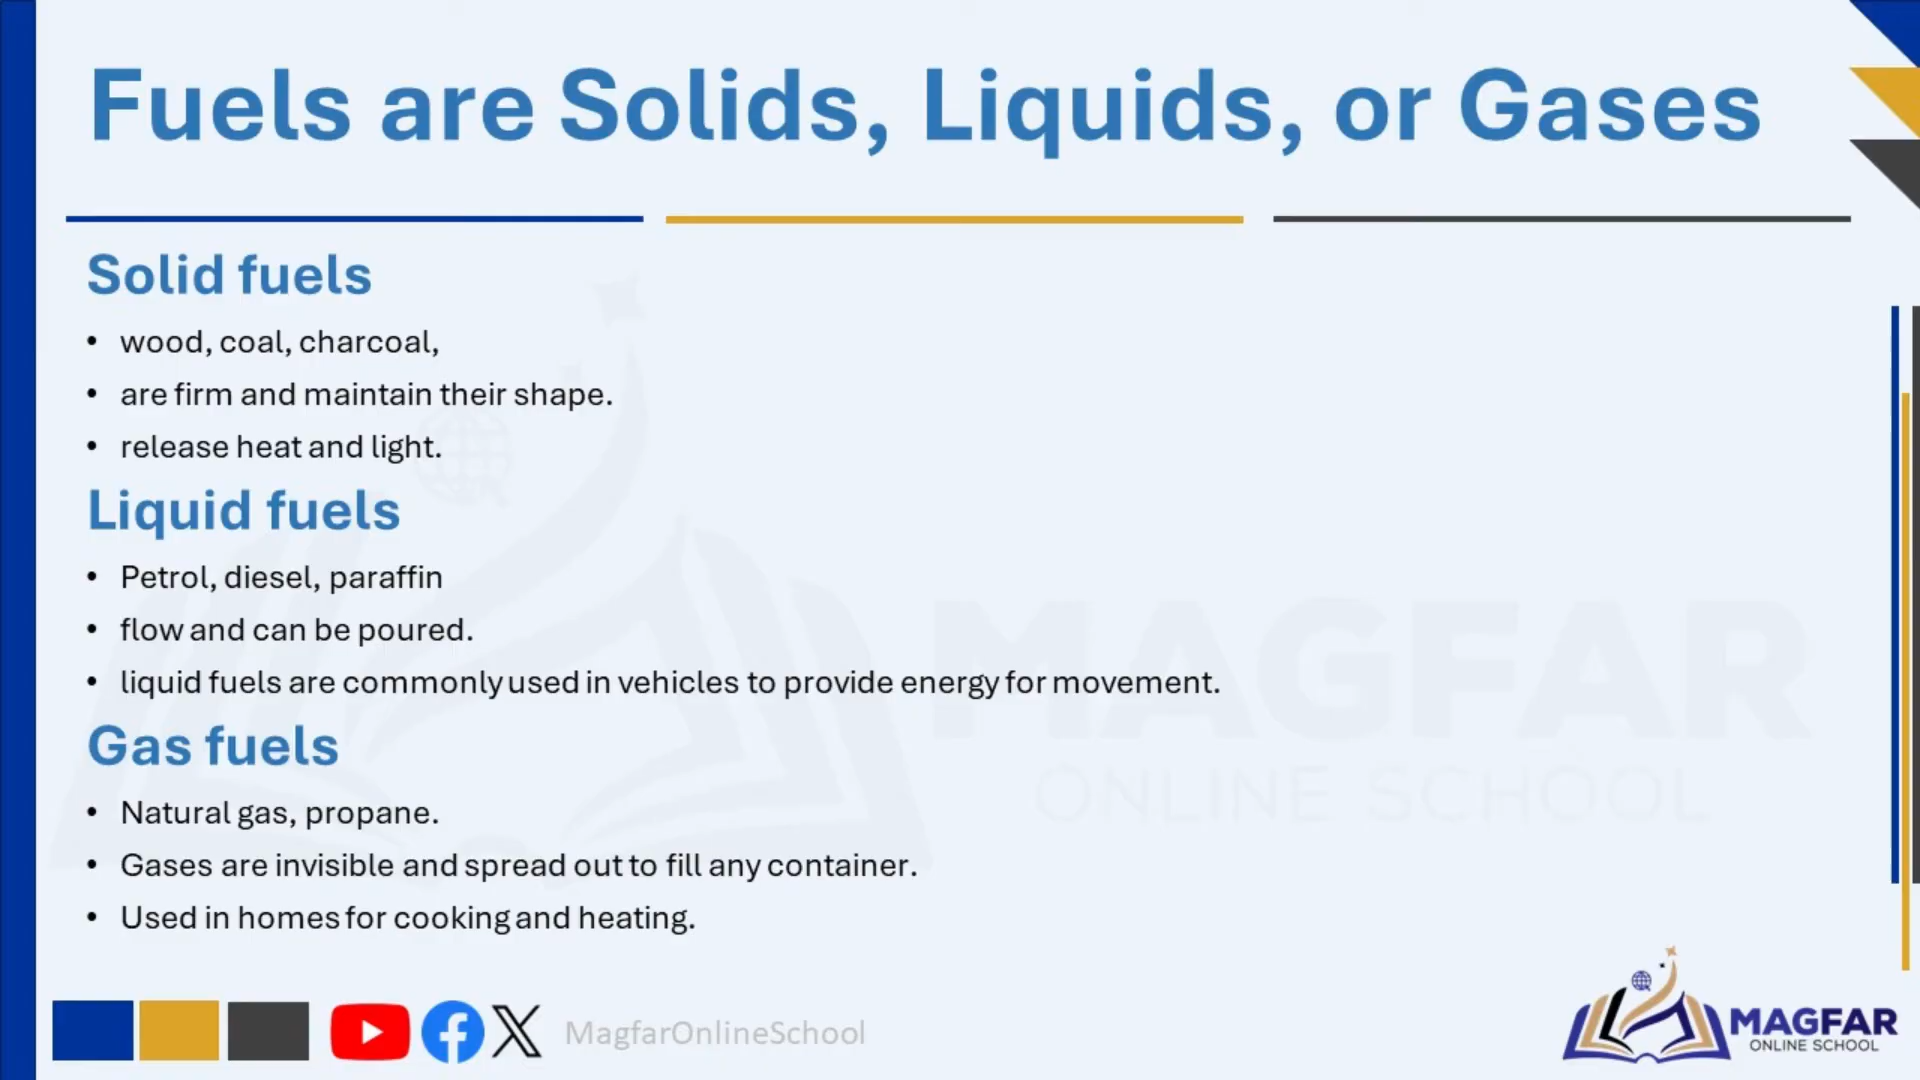 Fuels are Solids, Liquids, or Gases
Solid fuels
• wood, coal, charcoal,
• are firm and maintain their shape.
• release heat and light.
Liquid fuels
• Petrol, diesel, paraffin
• flow and can be poured.
• liquid fuels are commonly used in vehicles to provide energy for movement.
MAGFAR
ONLINE SCHOOL
Gas fuels
• Natural gas, propane.
• Gases are invisible and spread out to fill any container.
• Used in homes for cooking and heating.
MagfarOnlineSchool
MAGFAR
ONLINE SCHOOL